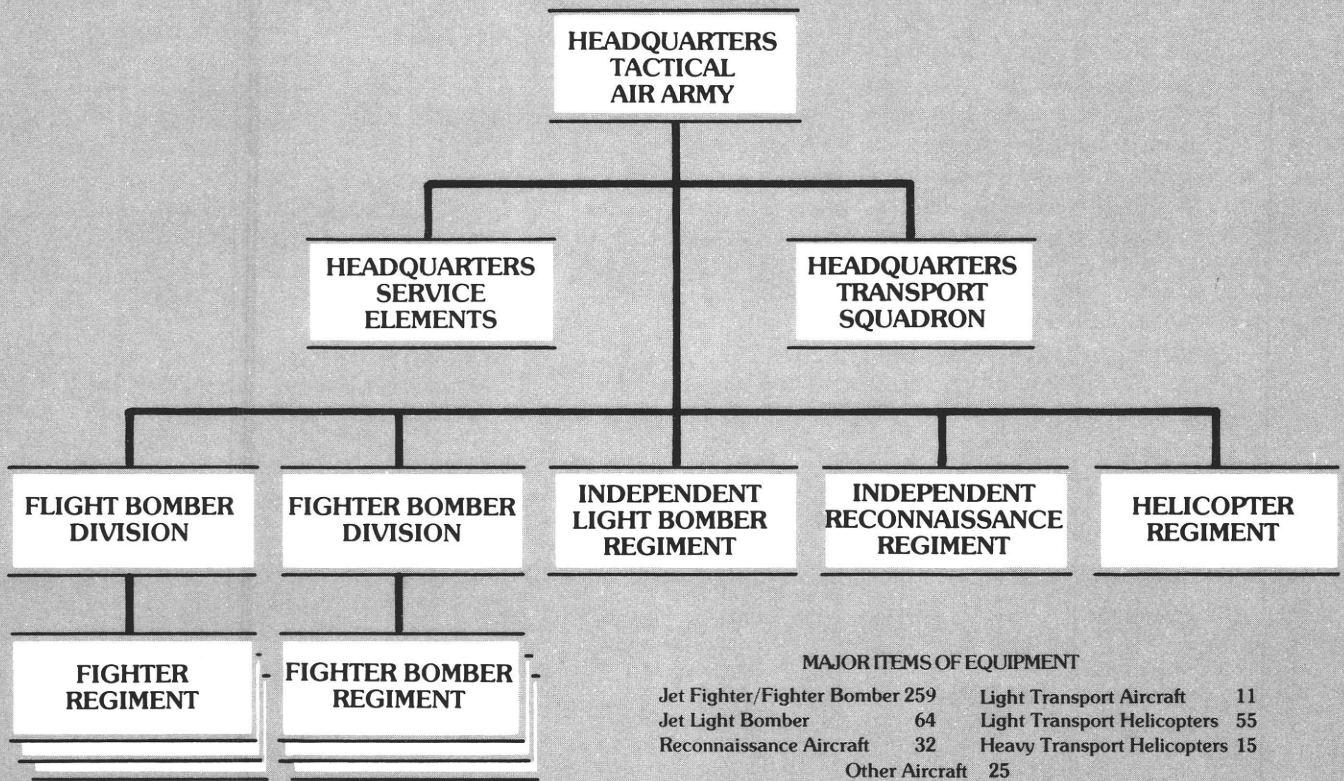 HEADQUARTERS
TACTICAL
AIR ARMY
HEADQUARTERS
SERVICE
ELEMENTS
HEADQUARTERS
TRANSPORT
SQUADRON
FLIGHT BOMBER
DIVISION
FIGHTER BOMBER
DIVISION
INDEPENDENT
LIGHT BOMBER
REGIMENT
INDEPENDENT
RECONNAISSANCE
REGIMENT
HELICOPTER
REGIMENT
FIGHTER
REGIMENT
FIGHTER BOMBER
REGIMENT
MAJOR ITEMS OF EQUIPMENT
Jet Fighter/Fighter Bomber 259 Light Transport Aircraft 11
Jet Light Bomber 64 Light Transport Helicopters 55
Reconnaissance Aircraft 32 Heavy Transport Helicopters 15
Other Aircraft 25